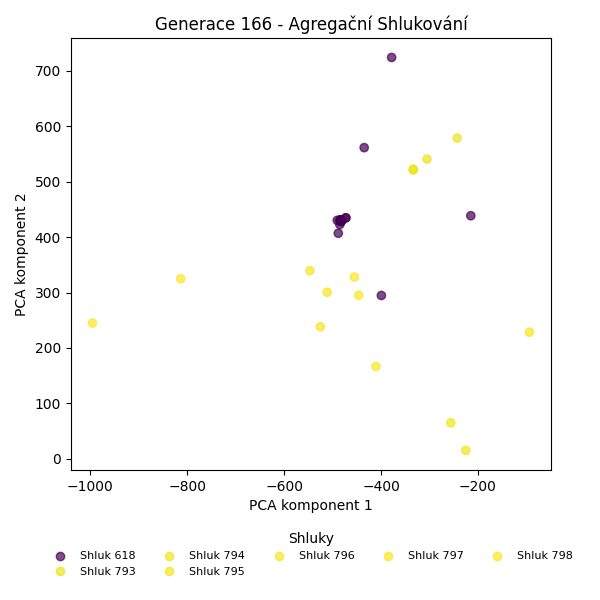 Generace 166 - Agregační Shlukování
PCA komponent 2
700
600
500
400
300
200
100
0
−1000 −800 −600 −400 −200
PCA komponent 1
Shluky
Shluk 618 Shluk 794 Shluk 796 Shluk 797 Shluk 798
Shluk 793 Shluk 795